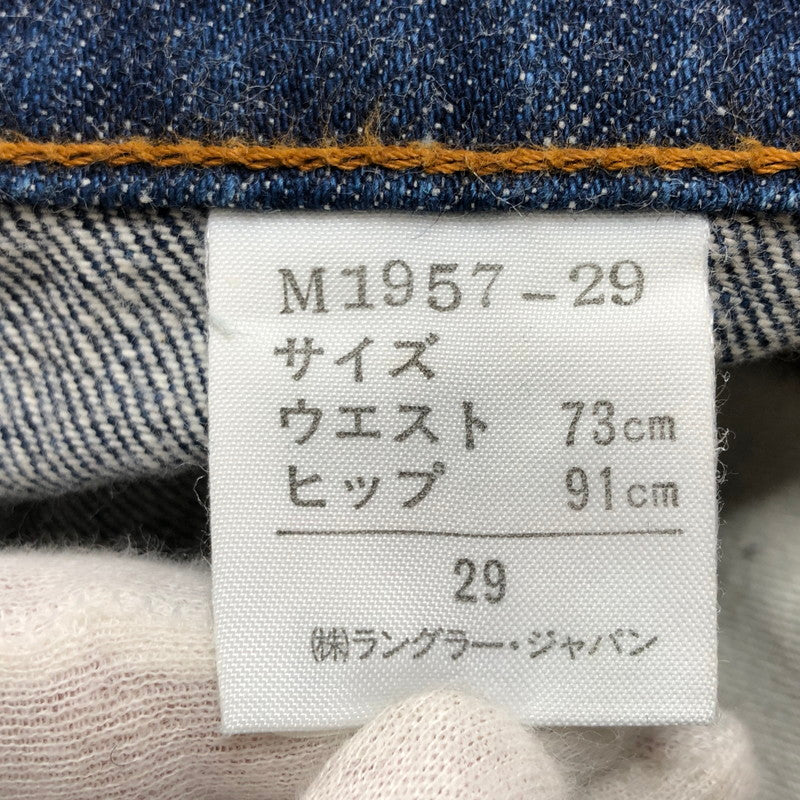 M1957-29
サイズ
ウエスト 73cm
ヒップ 91cm
29
㈱ラングラー・ジャパン